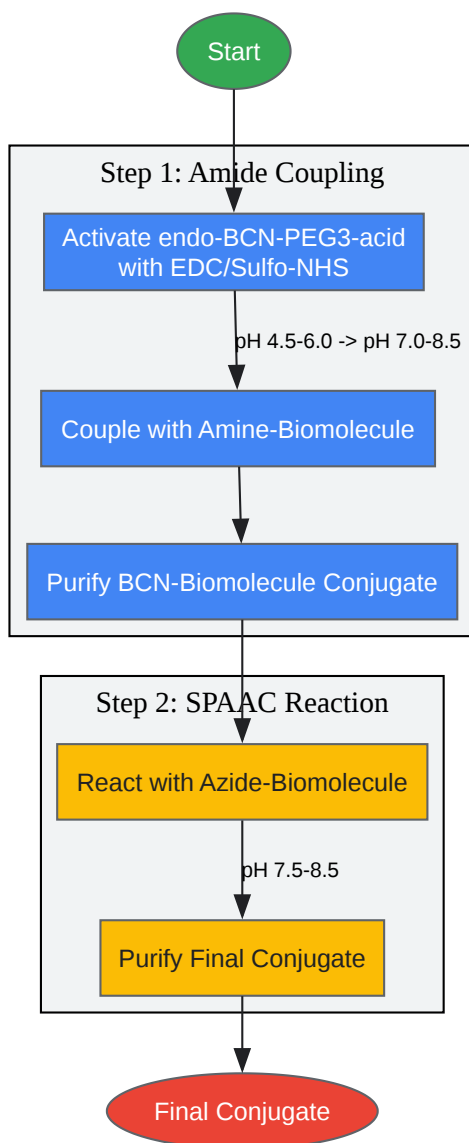 Start
Step 1: Amide Coupling
Activate endo-BCN-PEG3-acid
with EDC/Sulfo-NHS
pH 4.5-6.0 -> pH 7.0-8.5
Couple with Amine-Biomolecule
Purify BCN-Biomolecule Conjugate
Step 2: SPAAC Reaction
React with Azide-Biomolecule
pH 7.5-8.5
Purify Final Conjugate
Final Conjugate